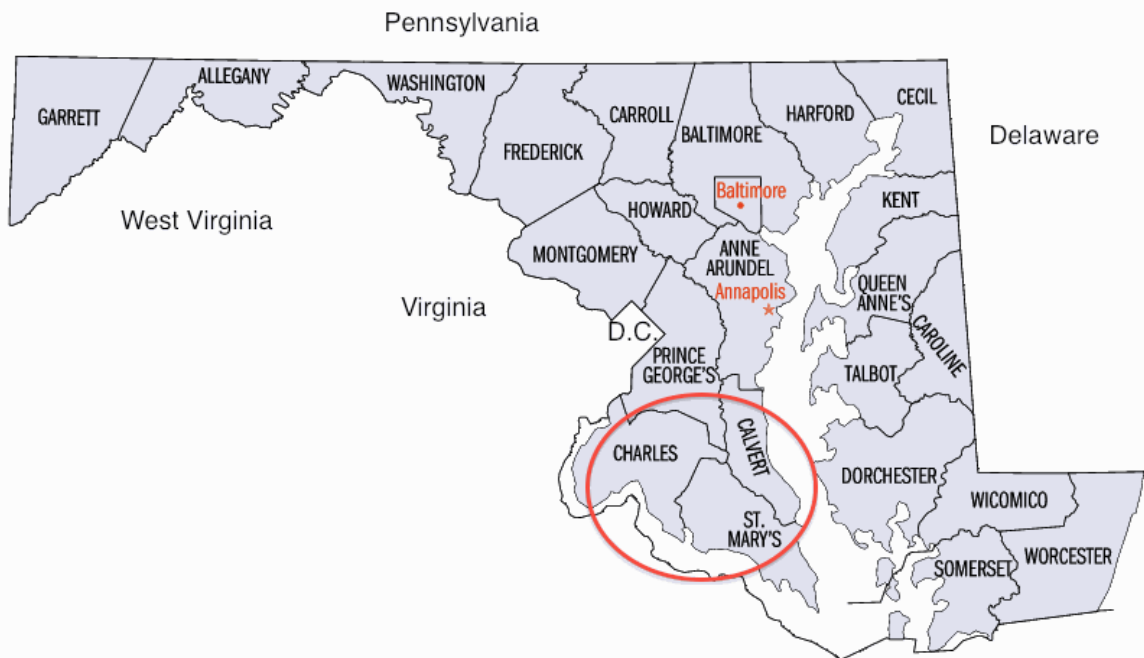 Pennsylvania
GARRETT
ALLEGANY
WASHINGTON
FREDERICK
CARROLL
BALTIMORE
HARFORD
CECIL
Delaware
West Virginia
Baltimore
HOWARD
KENT
MONTGOMERY
ANNE
ARUNDEL
Annapolis
QUEEN
ANNE'S
Virginia
D.C.
CAROLINE
PRINCE
GEORGE'S
TALBOT
CHARLES
CALVERT
DORCHESTER
WICOMICO
ST.
MARY'S
SOMERSET
WORCESTER